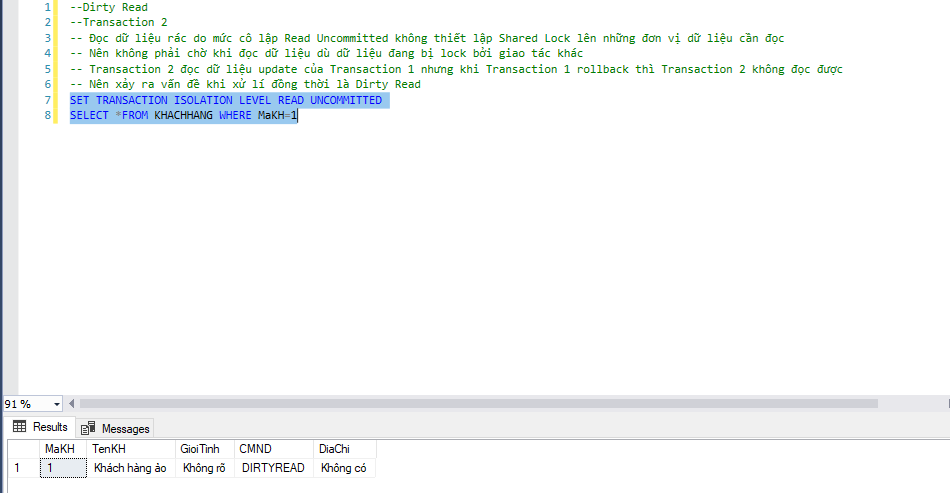 1 --Dirty Read
2 --Transaction 2
3 -- Đọc dữ liệu rác do mức cô lập Read Uncommitted không thiết lập Shared Lock lên những đơn vị dữ liệu cần đọc
4 -- Nên không phải chờ khi đọc dữ liệu dù dữ liệu đang bị lock bởi giao tác khác
5 -- Transaction 2 đọc dữ liệu update của Transaction 1 nhưng khi Transaction 1 rollback thì Transaction 2 không đọc được
6 -- Nên xảy ra vấn đề khi xử lí đồng thời là Dirty Read
7 SET TRANSACTION ISOLATION LEVEL READ UNCOMMITTED
8 SELECT *FROM KHACHHANG WHERE MaKH=1
91 %
Results Messages
MaKH TenKH GioiTinh CMND DiaChi
1 1 Khách hàng ảo Không rõ DIRTYREAD Không có